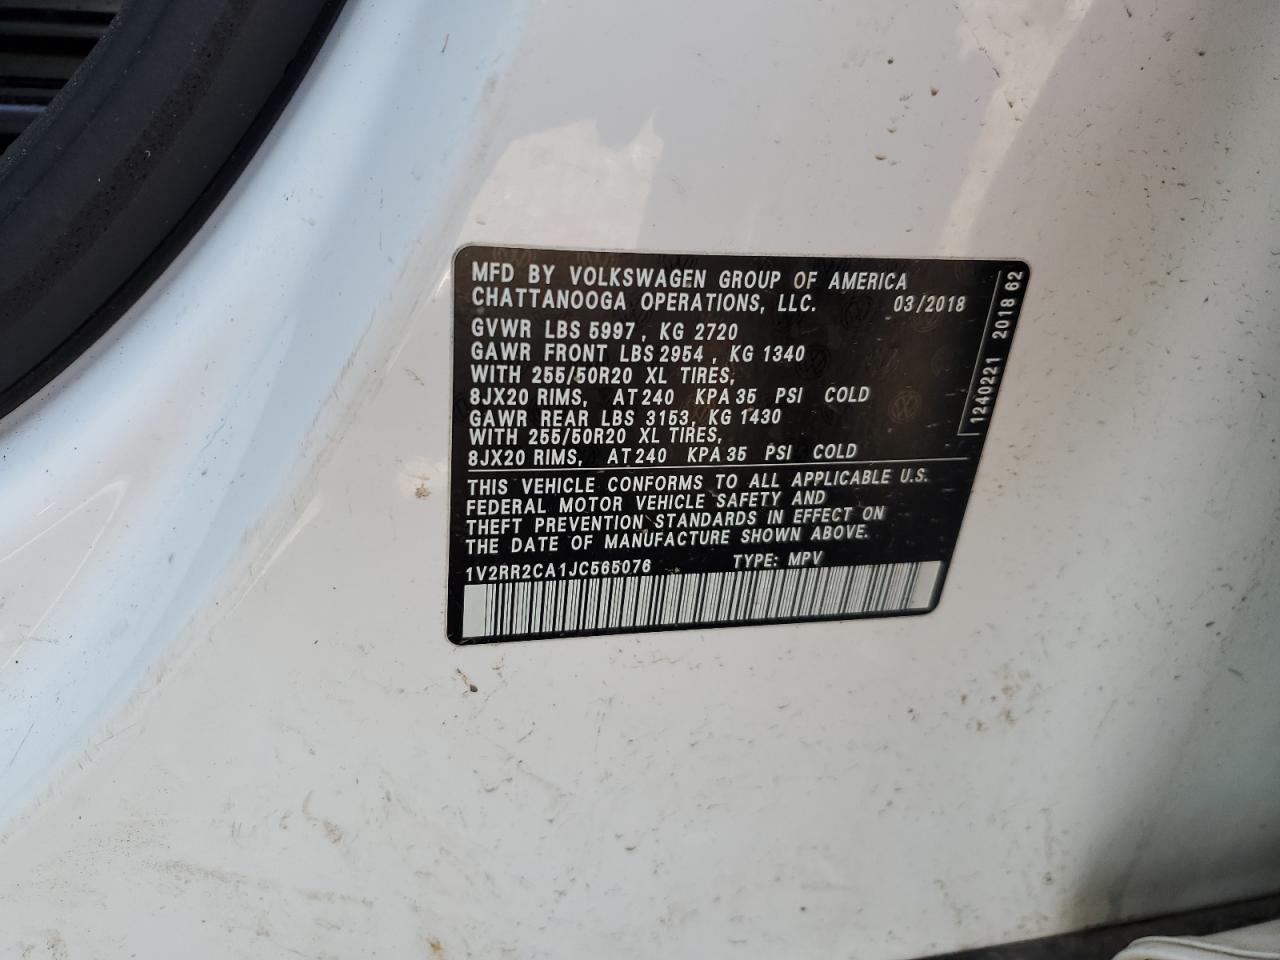 MFD BY VOLKSWAGEN GROUP OF AMERICA
CHATTANOOGA OPERATIONS, LLC. 03/2018
GVWR LBS 5997, KG 2720
GAWR FRONT LBS 2954, KG 1340
WITH 255/50R20 XL TIRES,
8JX20 RIMS, AT 240 KPA 35 PSI COLD
GAWR REAR LBS 3153, KG 1430
WITH 255/50R20 XL TIRES,
8JX20 RIMS, AT 240 KPA 35 PSI COLD
THIS VEHICLE CONFORMS TO ALL APPLICABLE U.S.
FEDERAL MOTOR VEHICLE SAFETY AND
THEFT PREVENTION STANDARDS IN EFFECT ON
THE DATE OF MANUFACTURE SHOWN ABOVE.
1V2RR2CA1JC565076 TYPE: MPV
1240221 2018 62